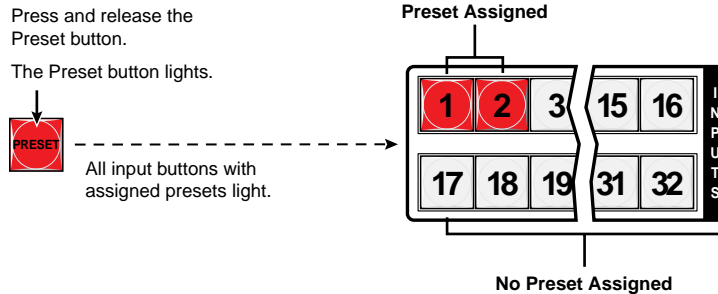 Press and release the
Preset button.
The Preset button lights.
PRESET
All input buttons with
assigned presets light.
Preset Assigned
1 2 3 15 16
17 18 19 31 32
INPUTS
No Preset Assigned